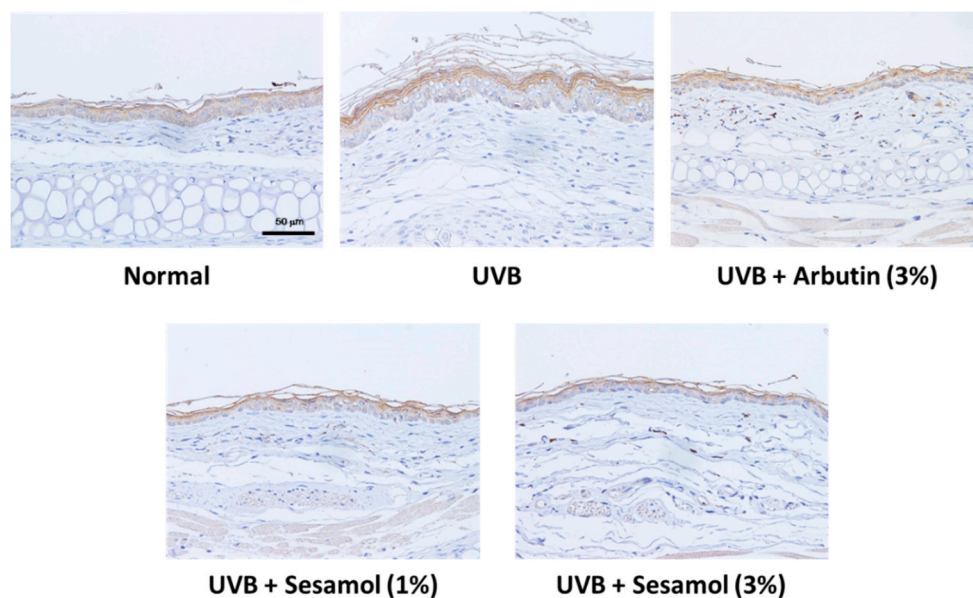 50 μm
Normal
UVB
UVB + Arbutin (3%)
UVB + Sesamol (1%)
UVB + Sesamol (3%)